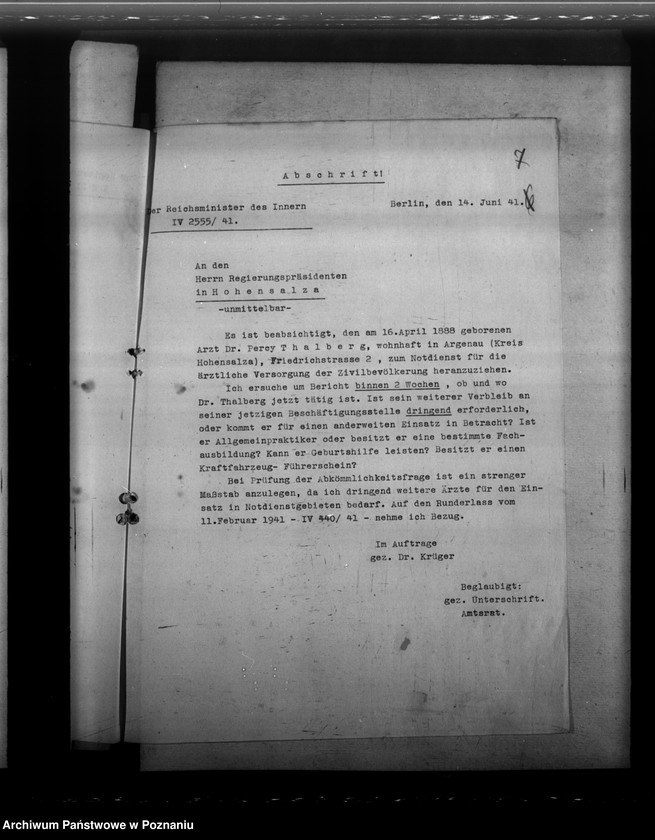 7
A b s c h r i f t!
er Reichsminister des Innern
Berlin, den 14. Juni 41.
IV 2555/ 41.
An den
Herrn Regierungspräsidenten
in H o h e n s a l z a
-unmittelbar-
Es ist beabsichtigt, den am 16.April 1888 geborenen
Arzt Dr. Percy T h a l b e r g, wohnhaft in Argenau (Kreis
Hohensalza), Friedrichstrasse 2 , zum Notdienst für die
ärztliche Versorgung der Zivilbevölkerung heranzuziehen.
Ich ersuche um Bericht binnen 2 Wochen , ob und wo
Dr. Thalberg jetzt tätig ist. Ist sein weiterer Verbleib an
seiner jetzigen Beschäftigungsstelle dringend erforderlich,
oder kommt er für einen anderweiten Einsatz in Betracht? Ist
er Allgemeinpraktiker oder besitzt er eine bestimmte Fach-
ausbildung? Kann er Geburtshilfe leisten? Besitzt er einen
Kraftfahrzeug- Führerschein?
Bei Prüfung der Abkömmlichkeitsfrage ist ein strenger
Maßstab anzulegen, da ich dringend weitere Ärzte für den Ein-
satz in Notdienstgebieten bedarf. Auf den Runderlass vom
11.Februar 1941 - IV 440/ 41 - nehme ich Bezug.
Im Auftrage
gez. Dr. Krüger
Beglaubigt:
gez. Unterschrift.
Amtsrat.
Archiwum Państwowe w Poznaniu